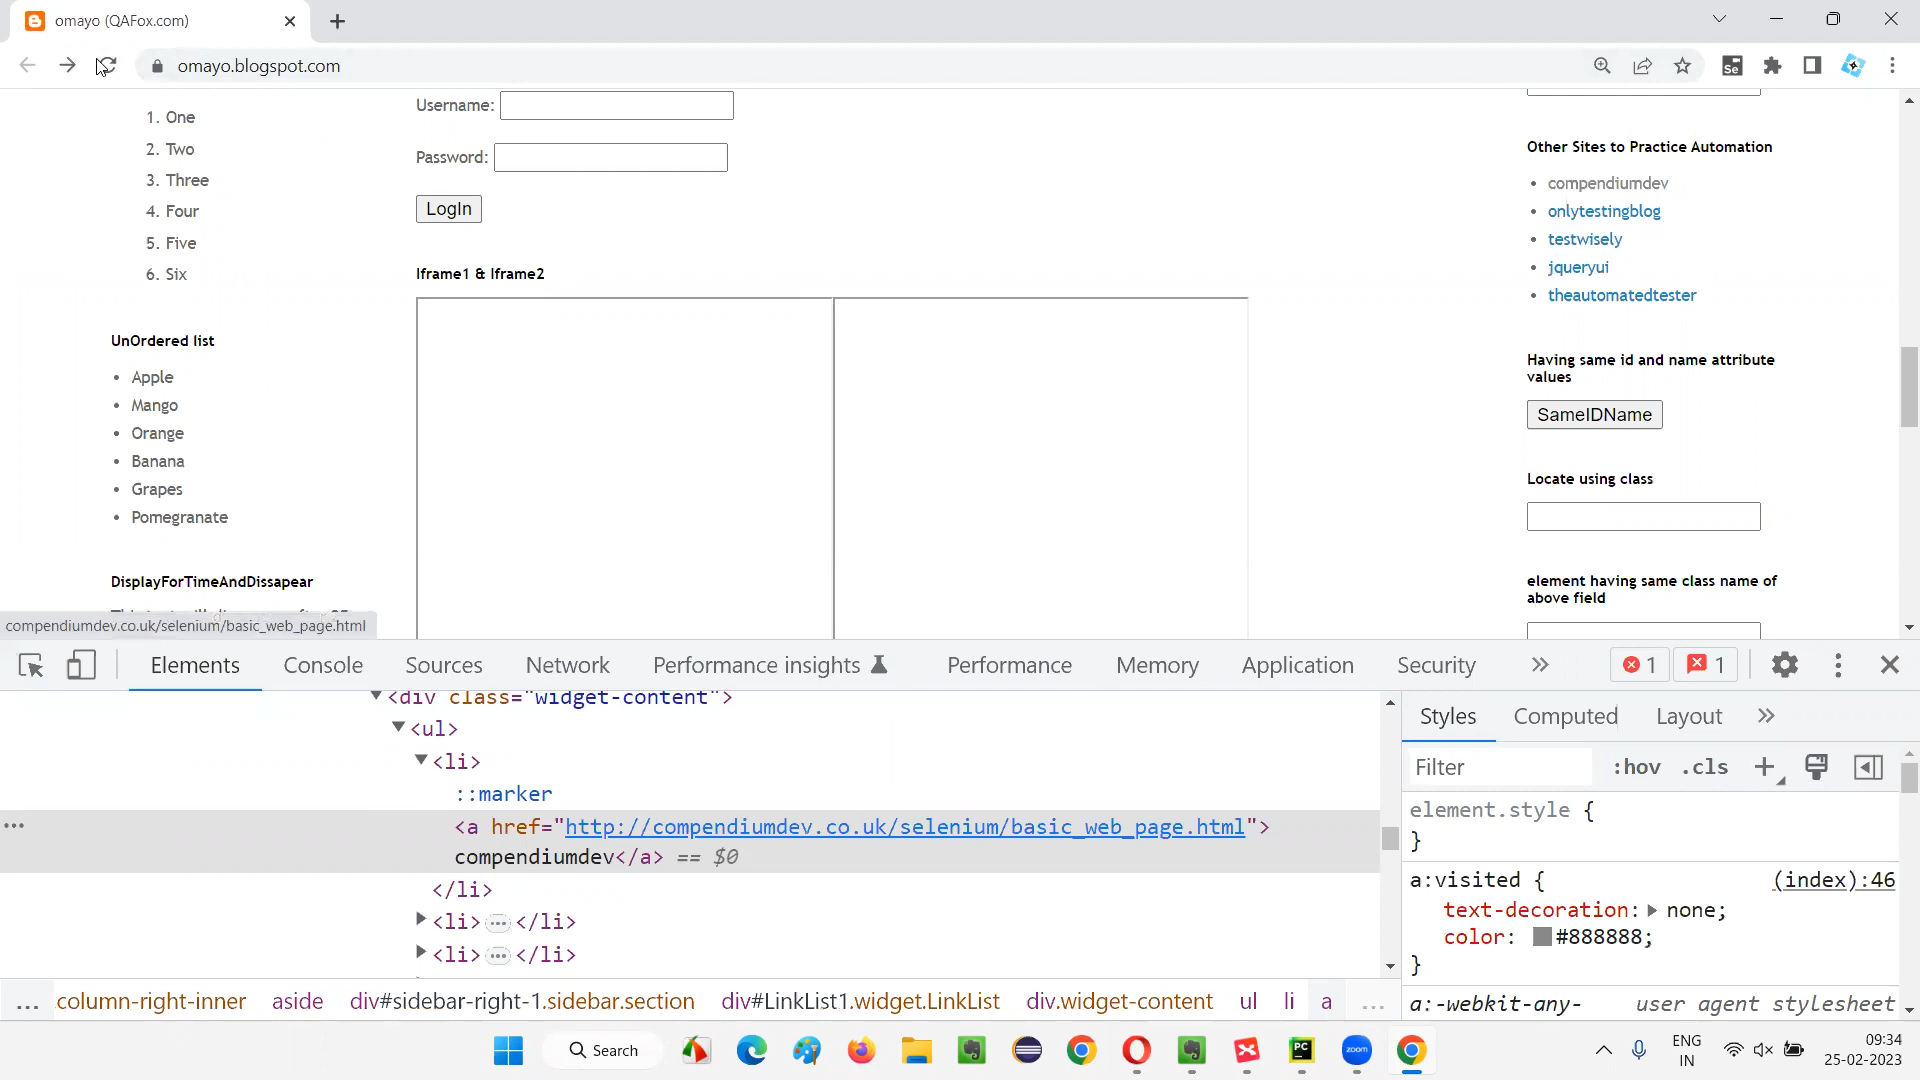 omayo (QAFox.com)
omayo.blogspot.com
Se
1. One
2. Two
3. Three
4. Four
5. Five
6. Six
UnOrdered list
• Apple
• Mango
• Orange
• Banana
• Grapes
• Pomegranate
DisplayForTimeAndDissapear
compendiumdev.co.uk/selenium/basic_web_page.html
Username:
Password:
LogIn
Iframe1 & Iframe2
Other Sites to Practice Automation
• compendiumdev
• onlytestingblog
• testwisely
• jqueryui
• theautomatedtester
Having same id and name attribute
values
SameIDName
Locate using class
element having same class name of
above field
Elements Console Sources Network Performance insights Performance Memory Application Security » 1 1
<div class="widget-content">
<ul>
<li>
::marker
<a href="http://compendiumdev.co.uk/selenium/basic_web_page.html">
compendiumdev</a> == $0
</li>
<li>…</li>
<li>…</li>
... column-right-inner aside div#sidebar-right-1.sidebar.section div#LinkList1.widget.LinkList div.widget-content ul li a ...
Styles Computed Layout »
Filter :hov .cls
element.style {
}
a:visited { (index):46
text-decoration: none;
color: #888888;
}
a:-webkit-any- user agent stylesheet
Search
PC
zoom
ENG
IN
09:34
25-02-2023